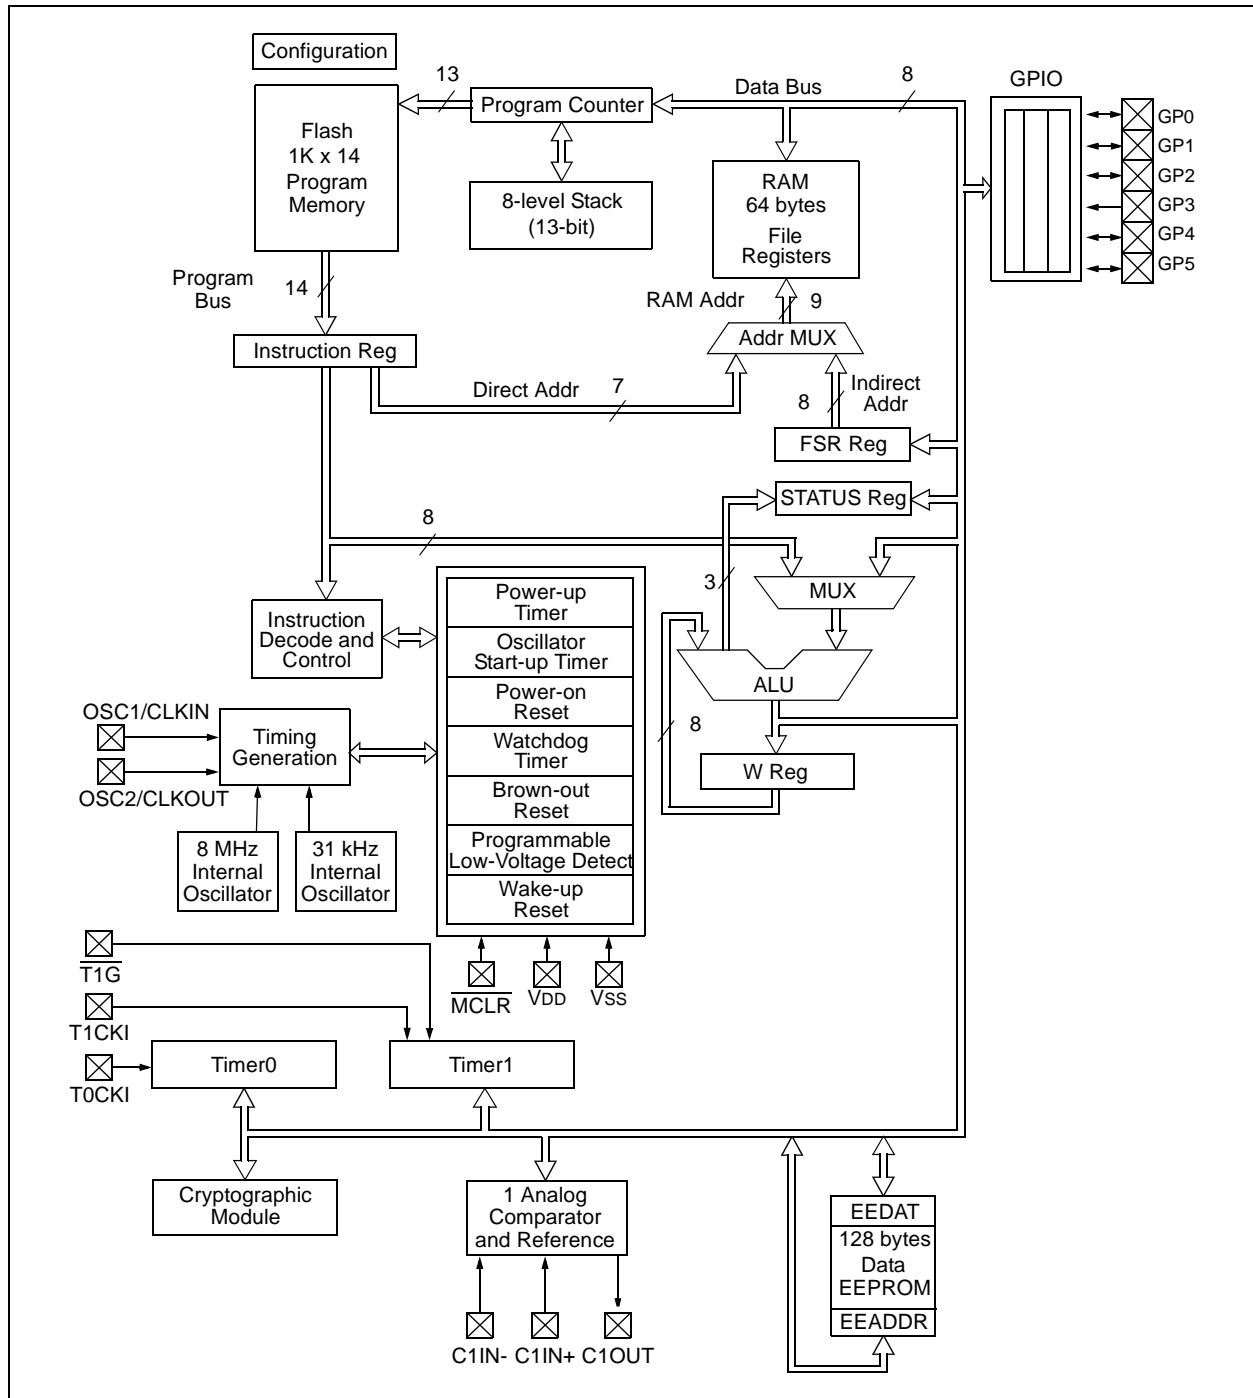 Configuration
13
Data Bus
8
GPIO
Flash
1K x 14
Program
Memory
Program Counter
8-level Stack
(13-bit)
RAM
64 bytes
File
Registers
GP0
GP1
GP2
GP3
GP4
GP5
Program
Bus
14
RAM Addr
9
Instruction Reg
Addr MUX
Direct Addr
7
8
Indirect
Addr
FSR Reg
STATUS Reg
8
3
MUX
Instruction
Decode and
Control
Power-up
Timer
Oscillator
Start-up Timer
Power-on
Reset
Watchdog
Timer
Brown-out
Reset
Programmable
Low-Voltage Detect
Wake-up
Reset
ALU
8
W Reg
OSC1/CLKIN
OSC2/CLKOUT
Timing
Generation
8 MHz
Internal
Oscillator
31 kHz
Internal
Oscillator
T1G
MCLR
VDD
VSS
T1CKI
T0CKI
Timer0
Timer1
Cryptographic
Module
1 Analog
Comparator
and Reference
EEDAT
128 bytes
Data
EEPROM
EEADDR
C1IN- C1IN+ C1OUT